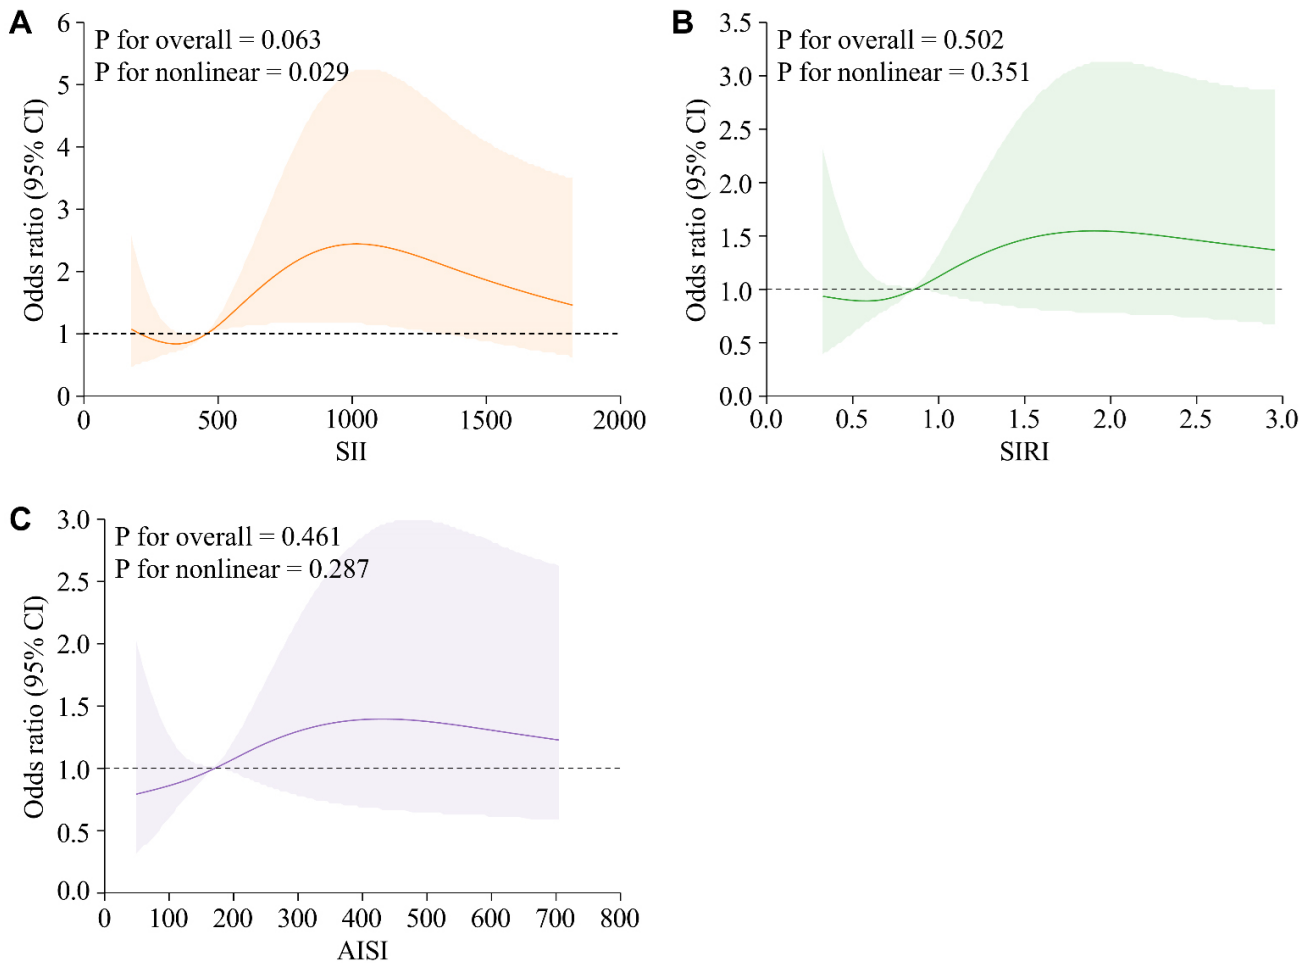 A
P for overall = 0.063
P for nonlinear = 0.029
Odds ratio (95% CI)
6
5
4
3
2
1
0
0 500 1000 1500 2000
SII
B
P for overall = 0.502
P for nonlinear = 0.351
Odds ratio (95% CI)
3.5
3.0
2.5
2.0
1.5
1.0
0.5
0.0
0.0 0.5 1.0 1.5 2.0 2.5 3.0
SIRI
C
P for overall = 0.461
P for nonlinear = 0.287
Odds ratio (95% CI)
3.0
2.5
2.0
1.5
1.0
0.5
0.0
0 100 200 300 400 500 600 700 800
AISI